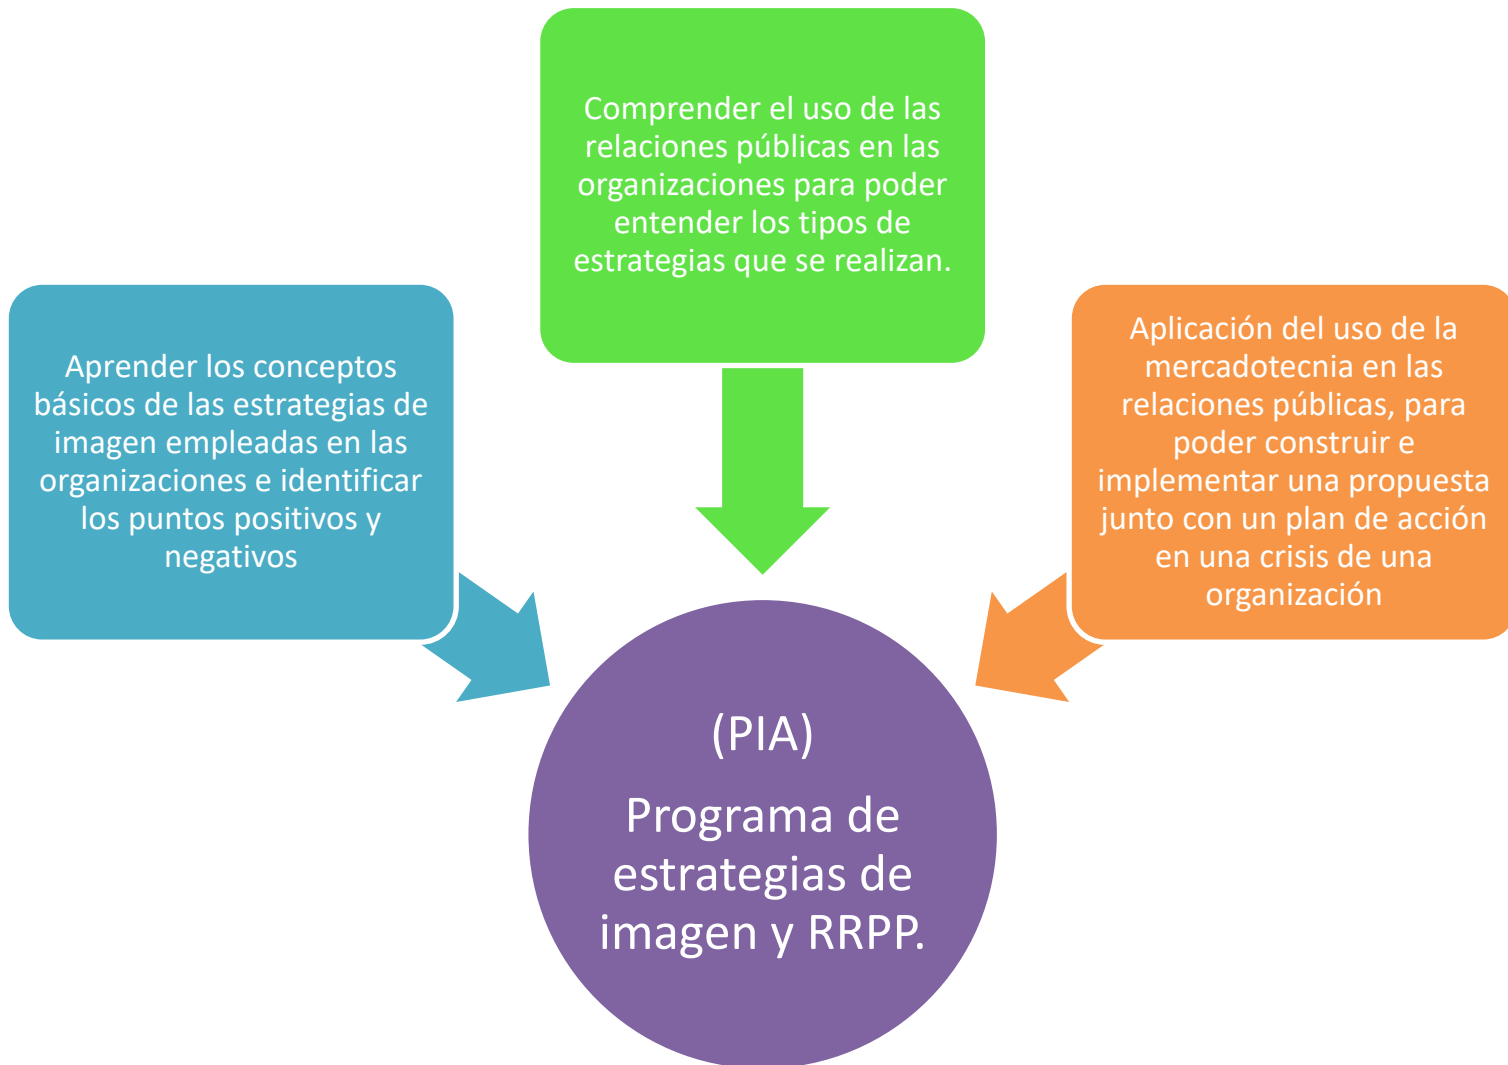 Comprender el uso de las
relaciones públicas en las
organizaciones para poder
entender los tipos de
estrategias que se realizan.
Aprender los conceptos
básicos de las estrategias de
imagen empleadas en las
organizaciones e identificar
los puntos positivos y
negativos
Aplicación del uso de la
mercadotecnia en las
relaciones públicas, para
poder construir e
implementar una propuesta
junto con un plan de acción
en una crisis de una
organización
(PIA)
Programa de
estrategias de
imagen y RRPP.